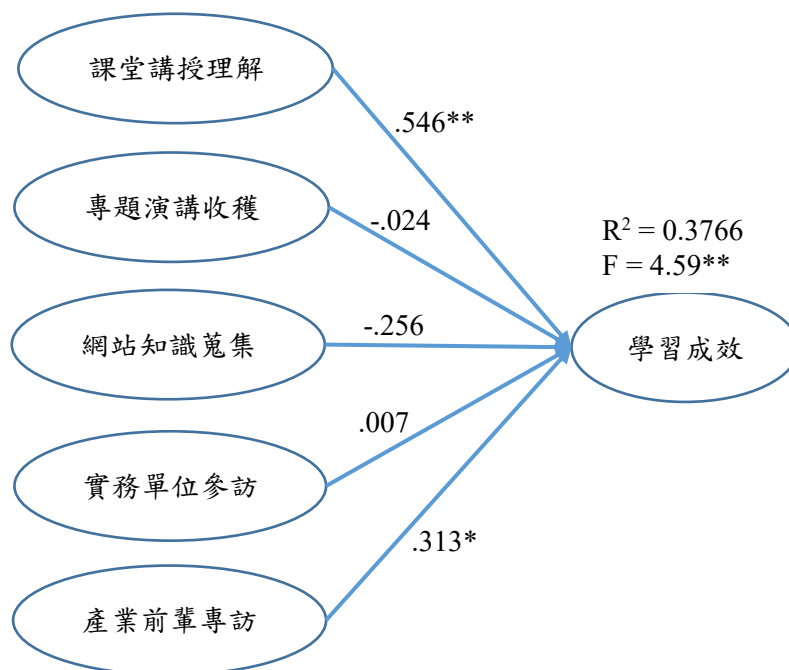 課堂講授理解
.546**
專題演講收穫
-.024
R² = 0.3766
F = 4.59**
網站知識蒐集
-.256
學習成效
.007
實務單位參訪
.313*
產業前輩專訪